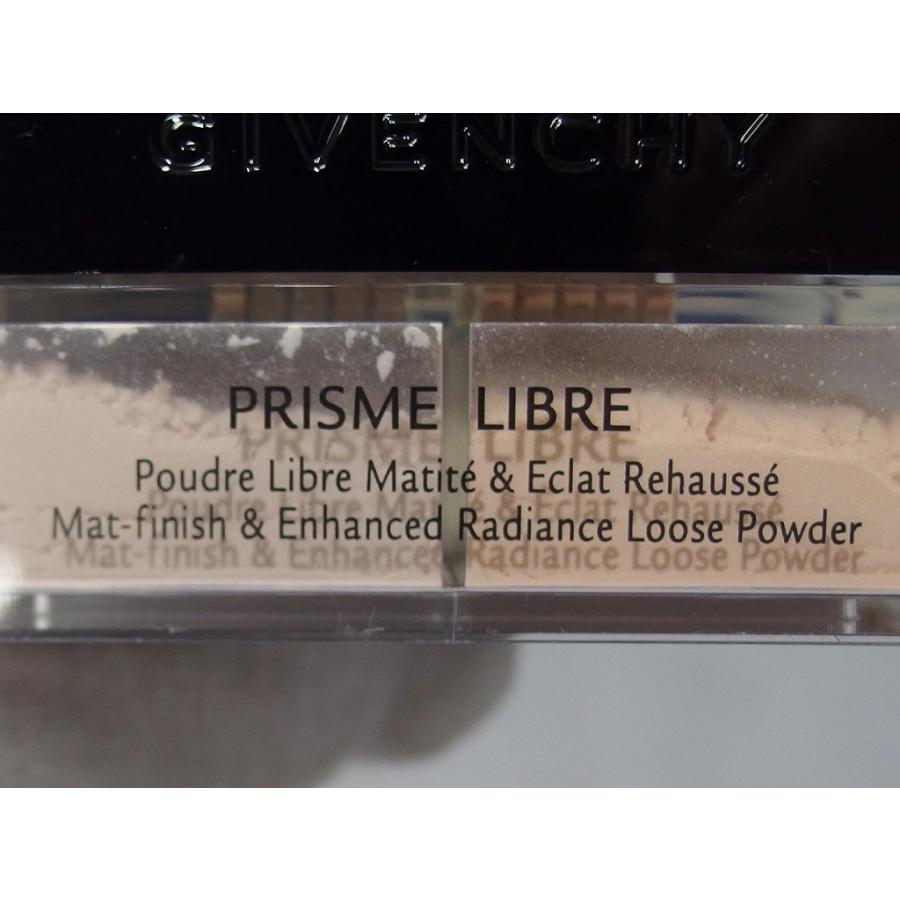 GIVENCHY
PRISME LIBRE
Poudre Libre Matité & Eclat Rehaussé
Mat-finish & Enhanced Radiance Loose Powder